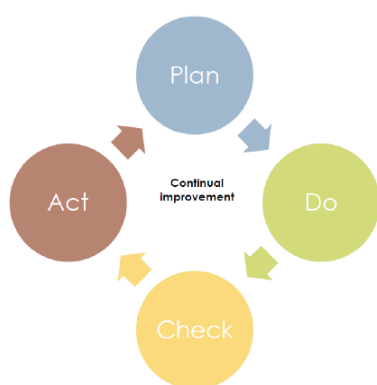 Plan
Continual
improvement
Act
Do
Check